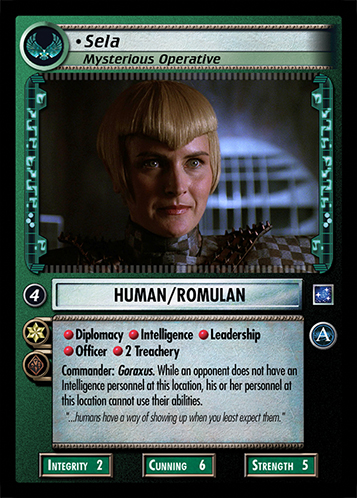 • Sela
Mysterious Operative
4
HUMAN/ROMULAN
A
Diplomacy Intelligence Leadership
Officer 2 Treachery
Commander: Goraxus. While an opponent does not have an
Intelligence personnel at this location, his or her personnel at
this location cannot use their abilities.
"...humans have a way of showing up when you least expect them."
INTEGRITY 2 CUNNING 6 STRENGTH 5